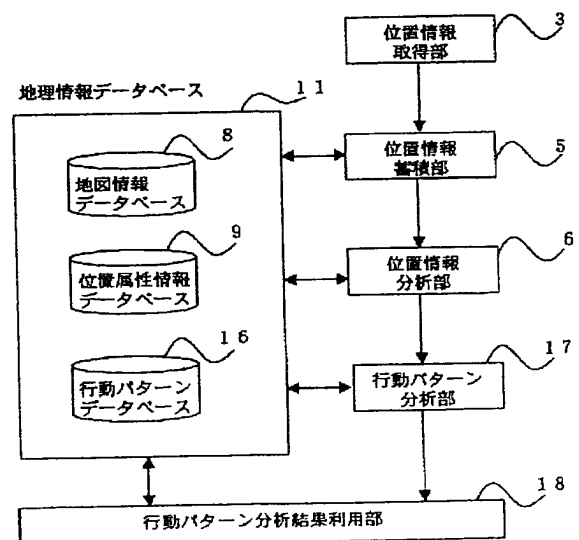 位置情報
取得部
3
地理情報データベース
11
8
地図情報
データベース
位置情報
蓄積部
5
9
位置属性情報
データベース
位置情報
分析部
6
16
行動パターン
データベース
行動パターン
分析部
17
行動パターン分析結果利用部
18